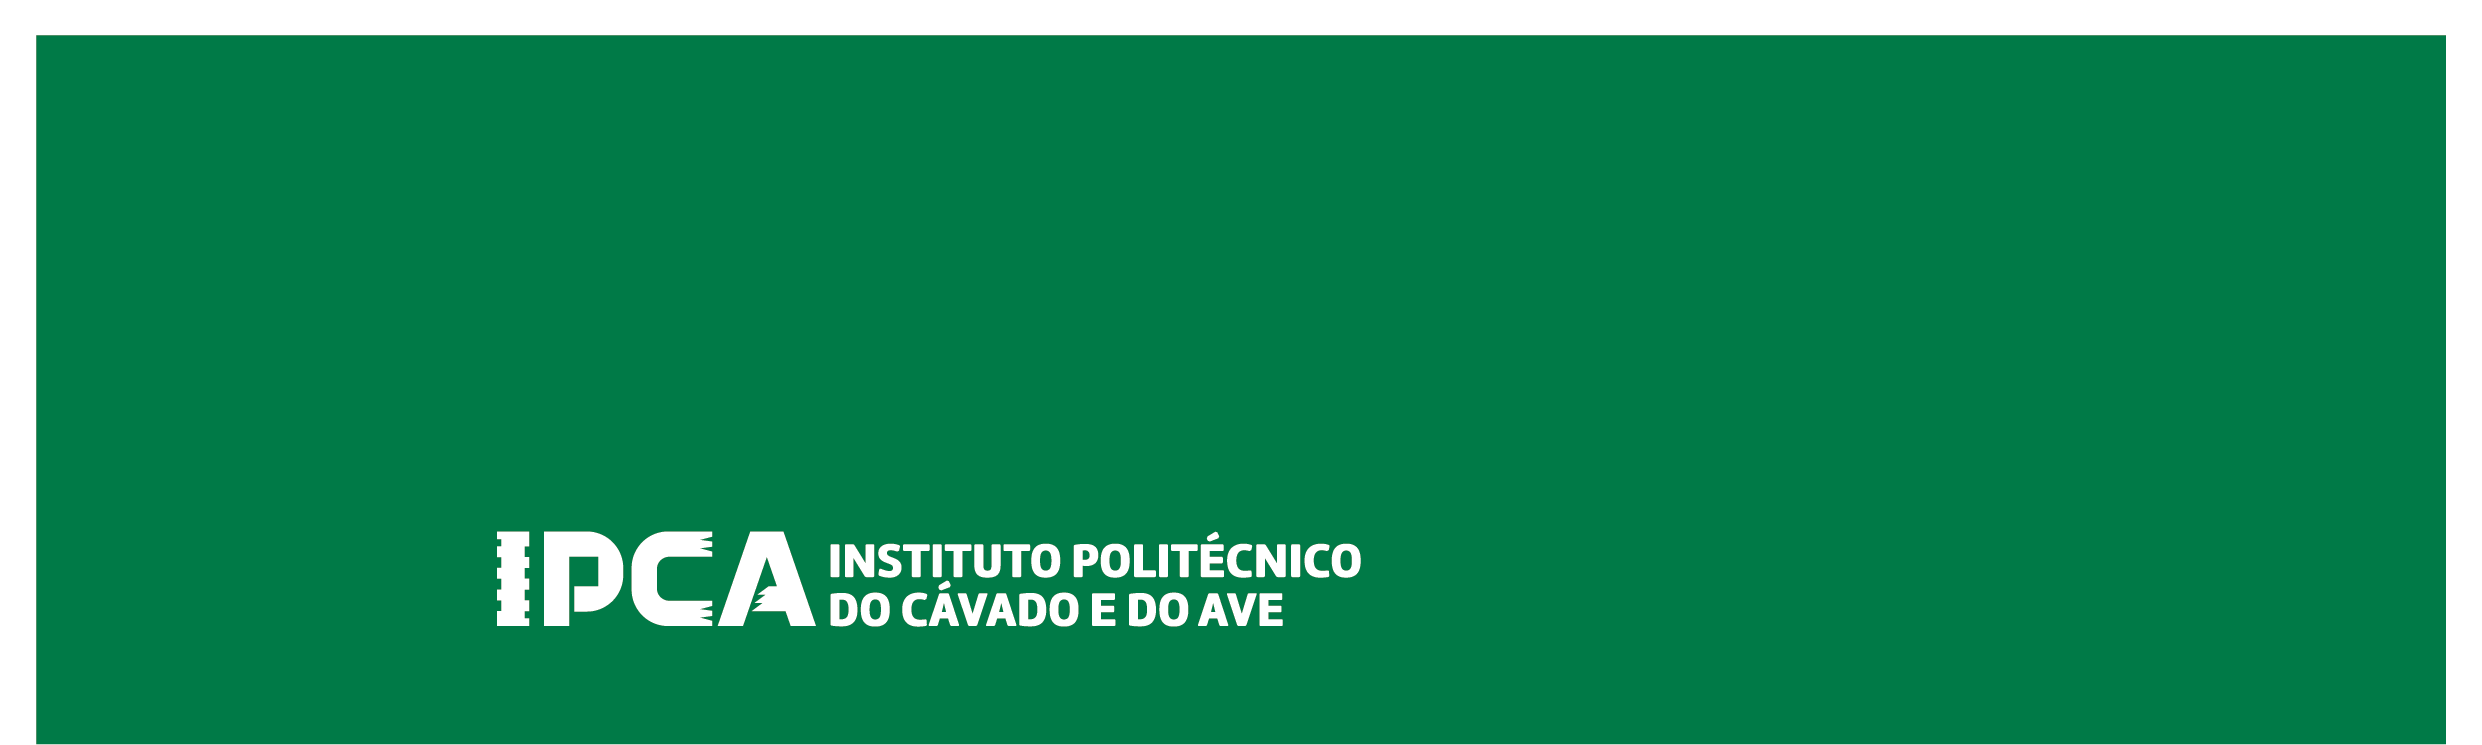 IPCA
INSTITUTO POLITÉCNICO
DO CÁVADO E DO AVE